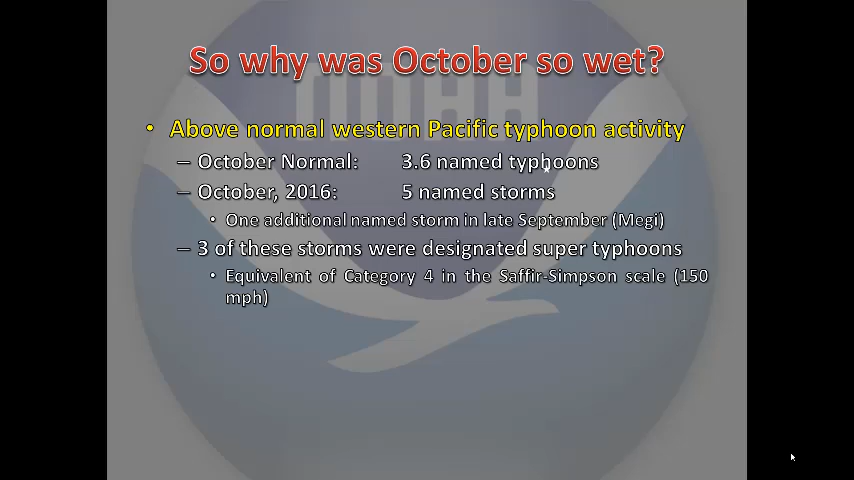 So why was October so wet?
NOAA
• Above normal western Pacific typhoon activity
– October Normal: 3.6 named typhoons
– October, 2016: 5 named storms
• One additional named storm in late September (Megi)
– 3 of these storms were designated super typhoons
• Equivalent of Category 4 in the Saffir-Simpson scale (150
mph)